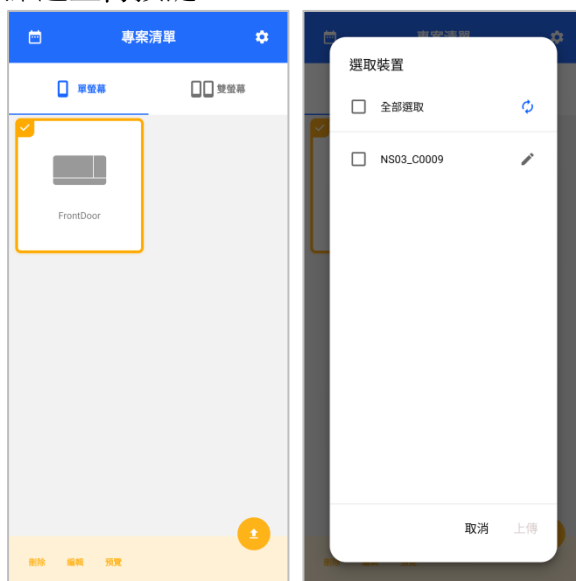 專案清單
單螢幕
雙螢幕
FrontDoor
刪除 編輯 預覽
選取裝置
全部選取
NS03_C0009
取消 上傳